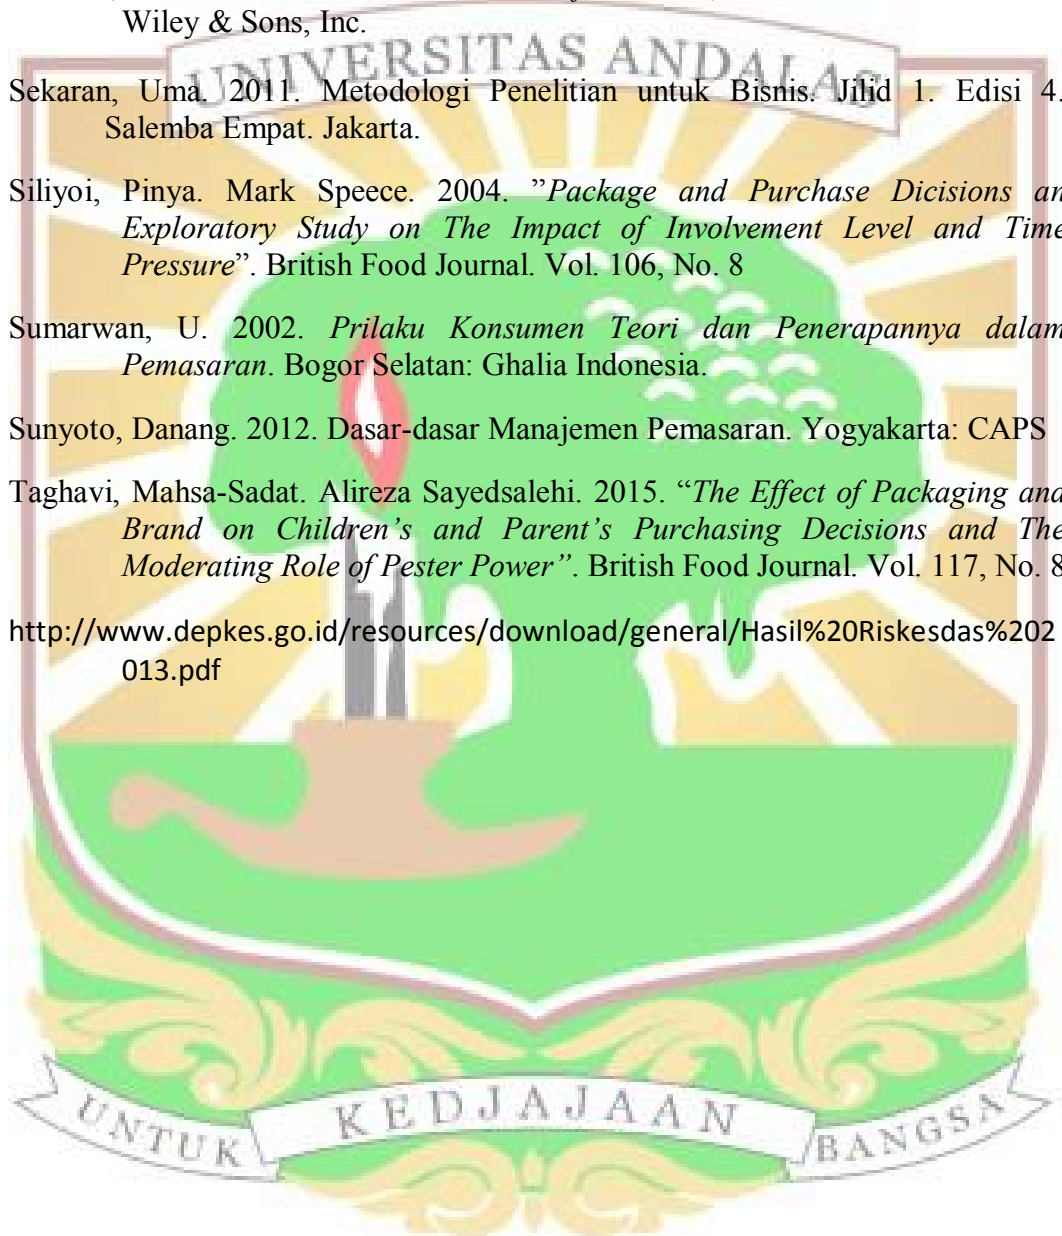 Wiley & Sons, Inc.
UNIVERSITAS ANDALAS
Sekaran, Uma. 2011. Metodologi Penelitian untuk Bisnis. Jilid 1. Edisi 4.
Salemba Empat. Jakarta.
Siliyoi, Pinya. Mark Speece. 2004. ”Package and Purchase Dicisions an
Exploratory Study on The Impact of Involvement Level and Time
Pressure”. British Food Journal. Vol. 106, No. 8
Sumarwan, U. 2002. Prilaku Konsumen Teori dan Penerapannya dalam
Pemasaran. Bogor Selatan: Ghalia Indonesia.
Sunyoto, Danang. 2012. Dasar-dasar Manajemen Pemasaran. Yogyakarta: CAPS
Taghavi, Mahsa-Sadat. Alireza Sayedsalehi. 2015. “The Effect of Packaging and
Brand on Children’s and Parent’s Purchasing Decisions and The
Moderating Role of Pester Power”. British Food Journal. Vol. 117, No. 8
http://www.depkes.go.id/resources/download/general/Hasil%20Riskesdas%202
013.pdf
UNTUK KEDJAJAAN BANGSA